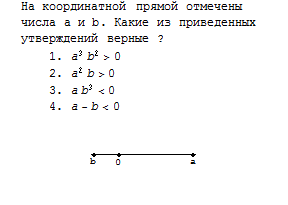 На координатной прямой отмечены
числа a и b. Какие из приведенных
утверждений верные ?
1. a³ b² > 0
2. a² b > 0
3. a b³ < 0
4. a – b < 0
b 0 a